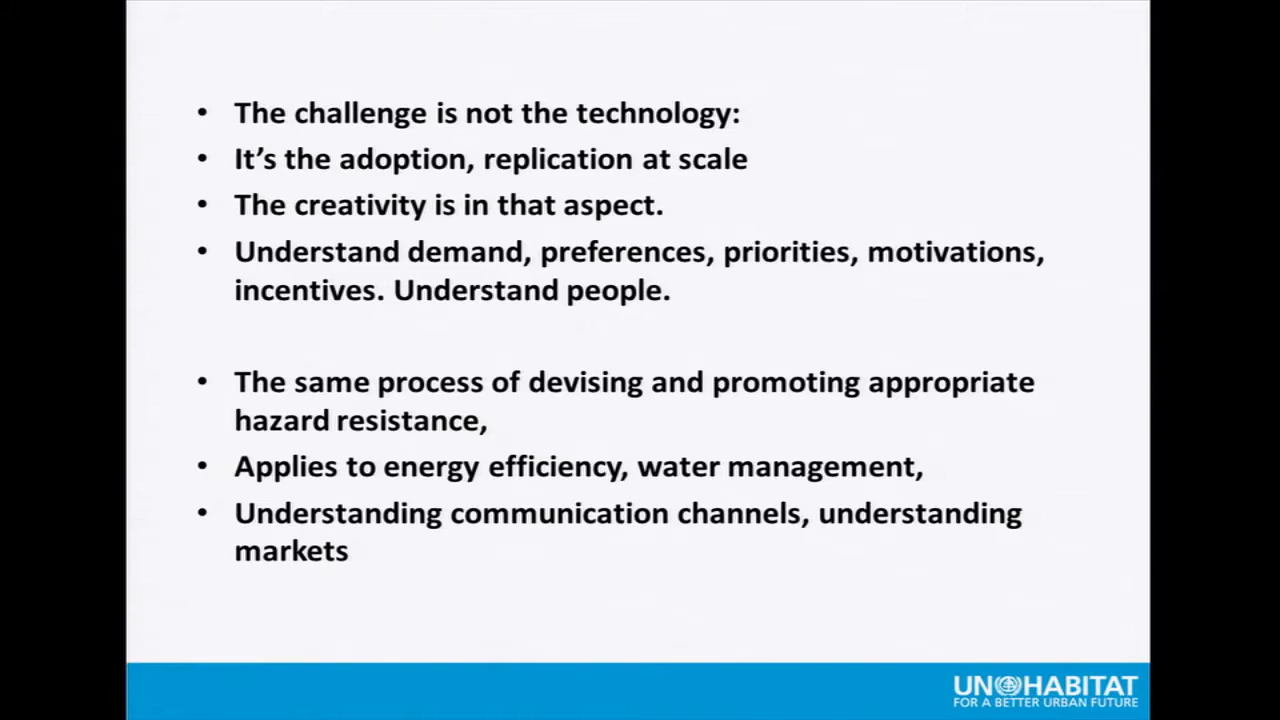 • The challenge is not the technology:
• It's the adoption, replication at scale
• The creativity is in that aspect.
• Understand demand, preferences, priorities, motivations,
incentives. Understand people.
• The same process of devising and promoting appropriate
hazard resistance,
• Applies to energy efficiency, water management,
• Understanding communication channels, understanding
markets
UN HABITAT
FOR A BETTER URBAN FUTURE